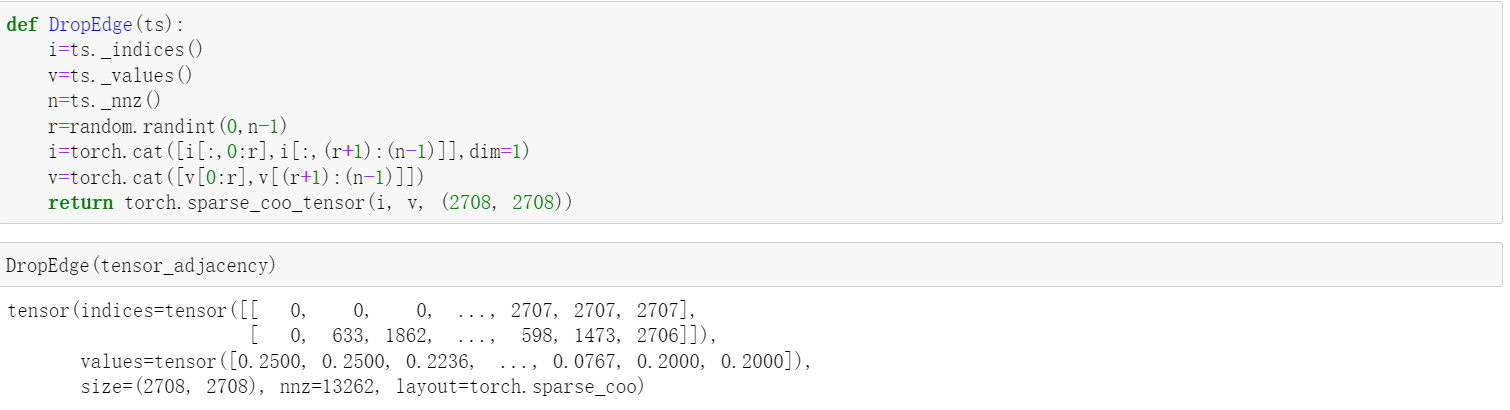 def DropEdge(ts):
    i=ts._indices()
    v=ts._values()
    n=ts._nnz()
    r=random.randint(0,n-1)
    i=torch.cat([i[:,0:r],i[:,(r+1):(n-1)]],dim=1)
    v=torch.cat([v[0:r],v[(r+1):(n-1)]])
    return torch.sparse_coo_tensor(i, v, (2708, 2708))
DropEdge(tensor_adjacency)
tensor(indices=tensor([[   0,    0,    0,  ..., 2707, 2707, 2707],
                       [   0,  633, 1862,  ...,  598, 1473, 2706]]),
       values=tensor([0.2500, 0.2500, 0.2236,  ..., 0.0767, 0.2000, 0.2000]),
       size=(2708, 2708), nnz=13262, layout=torch.sparse_coo)